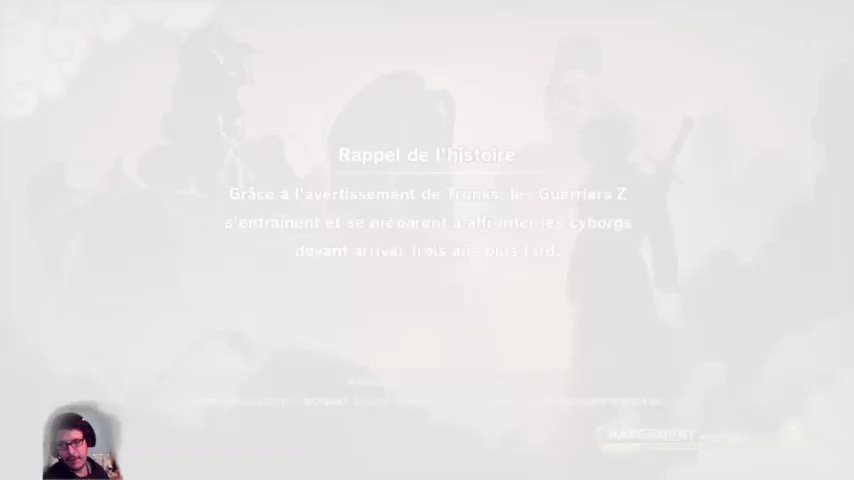 Rappel de l'histoire
Grâce à l'avertissement de Trunks, les Guerriers Z
s'entraînent et se préparent à affronter les cyborgs
devant arriver trois ans plus tard.
CHARGEMENT